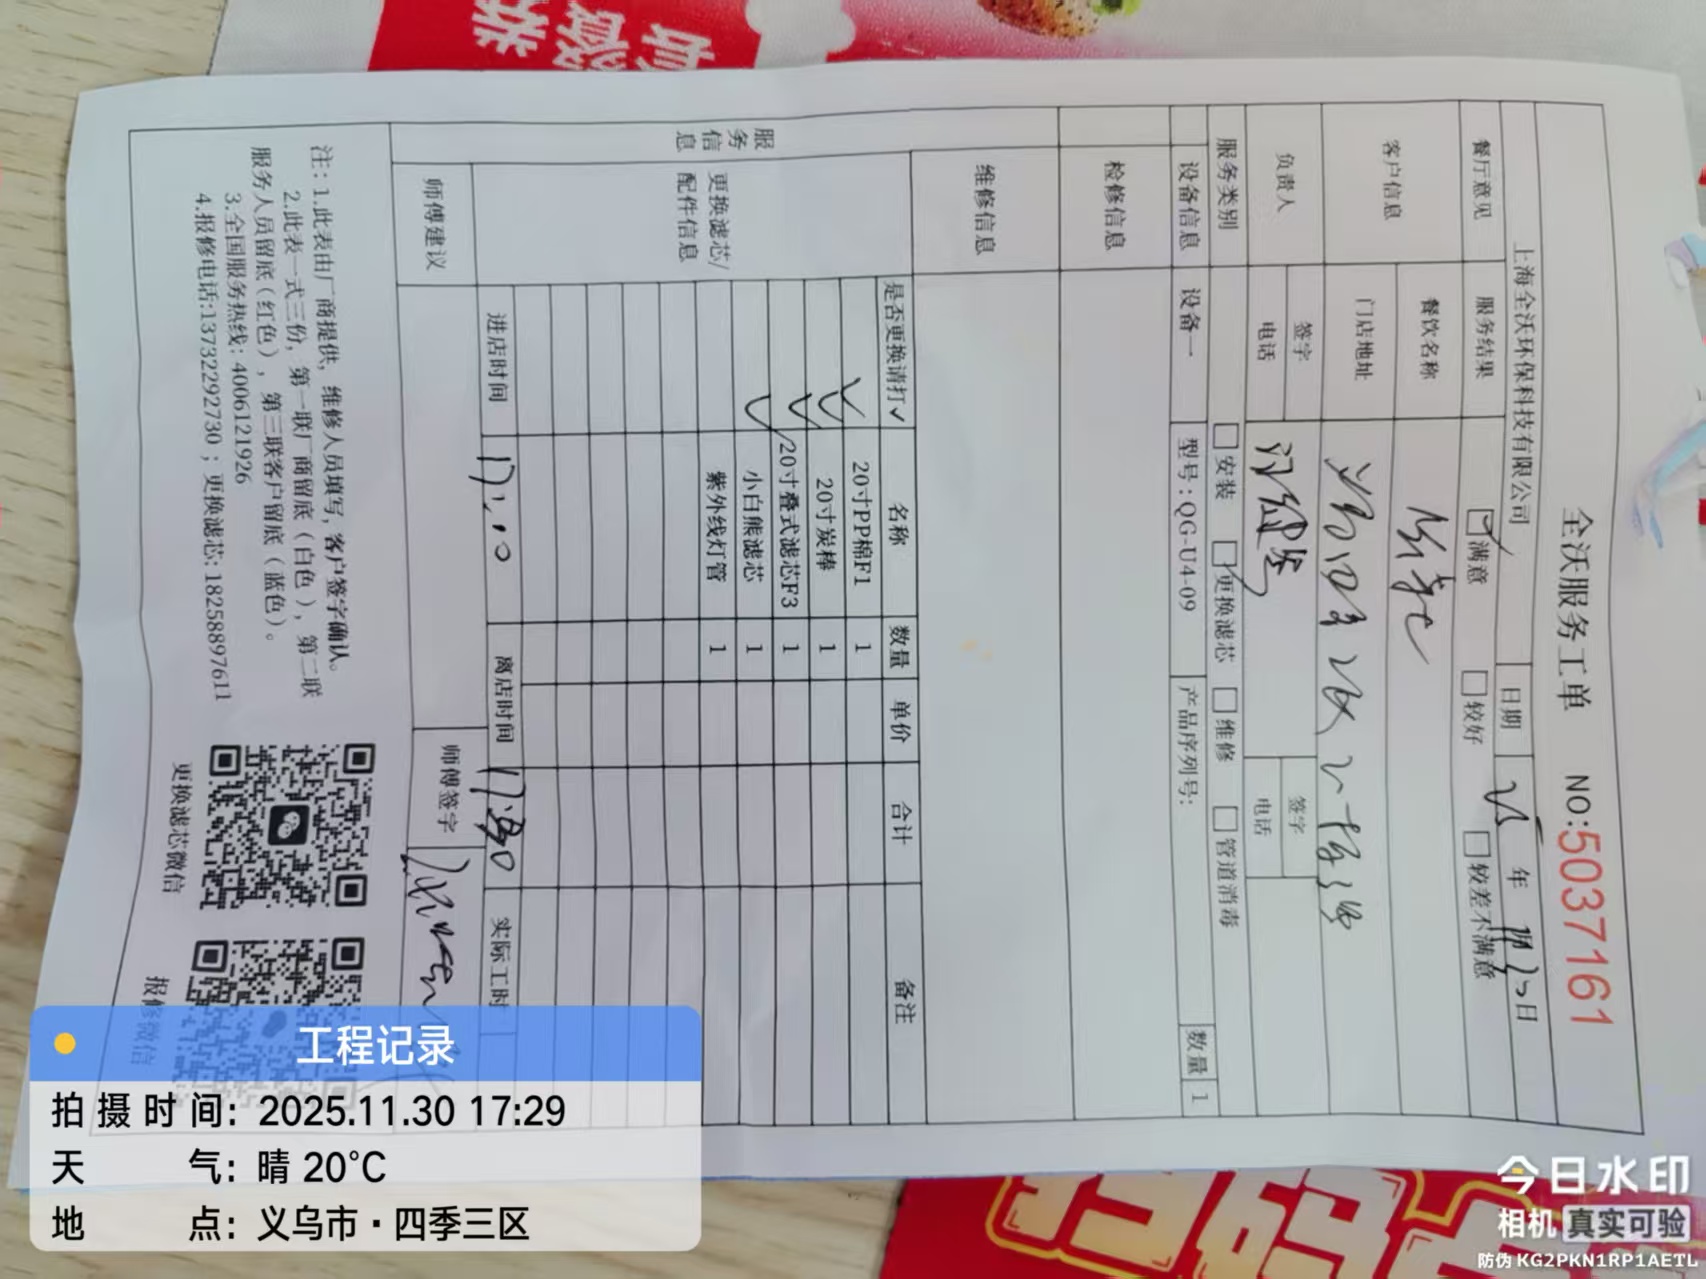 全沃服务工单 NO:5037161
上海全沃环保科技有限公司 日期 25年11月30日
餐厅意见 服务结果 ☑满意 □较好 □较差不满意
客户信息 餐饮名称
门店地址
负责人 签字 签字
电话 电话
服务类别 □安装 ☑更换滤芯 □维修 □管道消毒
设备信息 设备一 型号:QG-U4-09 产品序列号: 数量 1
检修信息
服务信息
维修信息
更换滤芯/配件信息
是否更换请打✓ 名称 数量 单价 合计 备注
✓ 20寸PP棉F1 1
✓ 20寸炭棒 1
✓ 20寸叠式滤芯F3 1
✓ 小白熊滤芯 1
紫外线灯管 1
进店时间 17:10 离店时间 17:30 实际工时
师傅建议 师傅签字
注：1.此表由厂商提供，维修人员填写，客户签字确认。
2.此表一式三份，第一联厂商留底（白色），第二联
服务人员留底（红色），第三联客户留底（蓝色）。
3.全国服务热线：4006121926
4.报修电话:13732292730；更换滤芯: 18258897611
更换滤芯微信
报修微信
工程记录
拍摄时间：2025.11.30 17:29
天气：晴 20°C
地点：义乌市·四季三区
今日水印
相机 真实可验
防伪 KG2PKN1RP1AETL